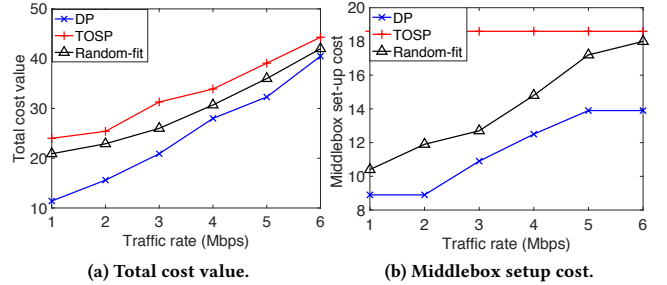 DP
TOSP
Random-fit
50
40
30
20
10
Total cost value
1 2 3 4 5 6
Traffic rate (Mbps)
(a) Total cost value.
DP
TOSP
Random-fit
20
18
16
14
12
10
8
Middlebox set-up cost
1 2 3 4 5 6
Traffic rate (Mbps)
(b) Middlebox setup cost.